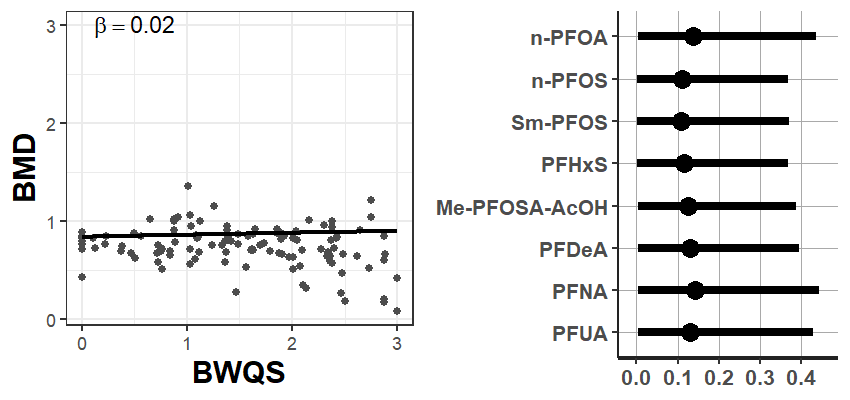 β = 0.02
3
2
1
0
BMD
0
1
2
3
BWQS
n-PFOA
n-PFOS
Sm-PFOS
PFHxS
Me-PFOSA-AcOH
PFDeA
PFNA
PFUA
0.0 0.1 0.2 0.3 0.4